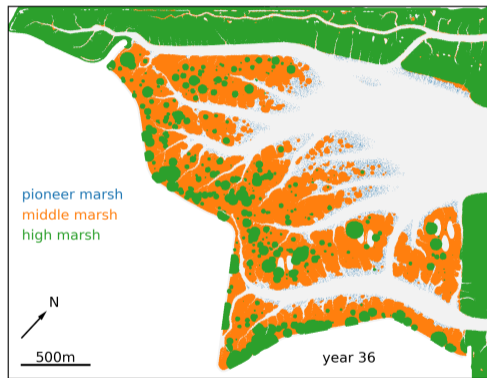 pioneer marsh
middle marsh
high marsh
N
500m
year 36